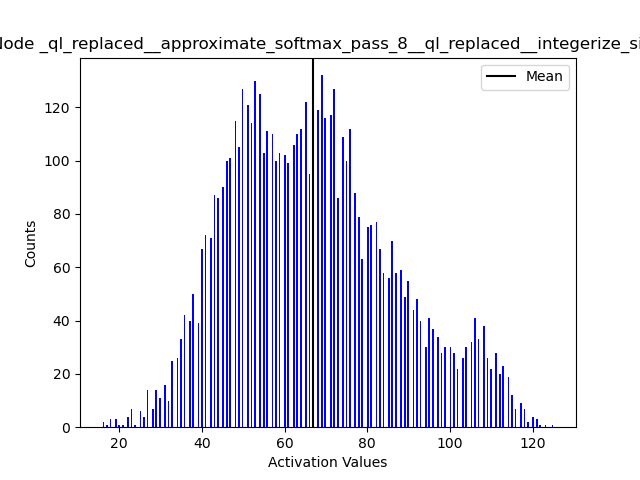 Node _ql_replaced__approximate_softmax_pass_8__ql_replaced__integerize_si
Mean
Counts
120
100
80
60
40
20
0
20 40 60 80 100 120
Activation Values